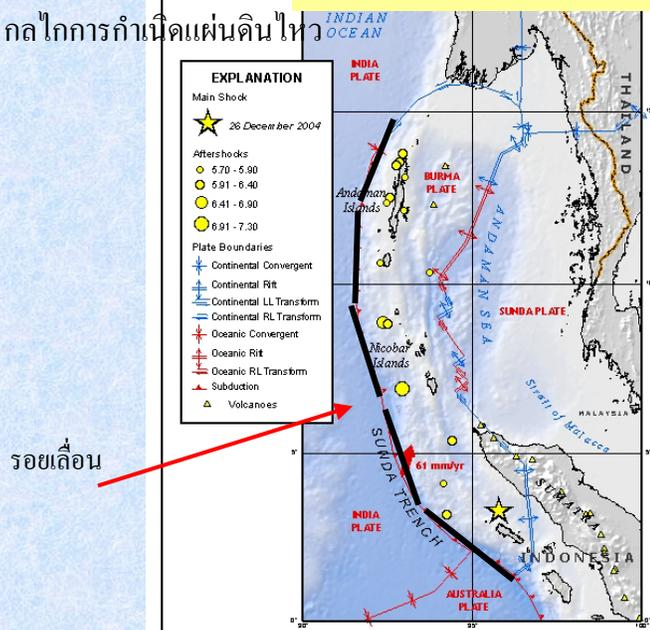 กลไกการกำเนิดแผ่นดินไหว
INDIAN
OCEAN
INDIA
PLATE
EXPLANATION
Main Shock
26 December 2004
Aftershocks
5.70 - 5.90
5.91 - 6.40
6.41 - 6.90
6.91 - 7.30
Plate Boundaries
Continental Convergent
Continental Rift
Continental LL Transform
Continental RL Transform
Oceanic Convergent
Oceanic Rift
Oceanic RL Transform
Subduction
Volcanoes
THAILAND
BURMA
PLATE
Andaman
Islands
ANDAMAN SEA
SUNDA PLATE
Nicobar
Islands
Strait of Malacca
MALAYSIA
รอยเลื่อน
SUNDA TRENCH
5°
61 mm/yr
SUMATRA
INDIA
PLATE
INDONESIA
AUSTRALIA
PLATE
0°